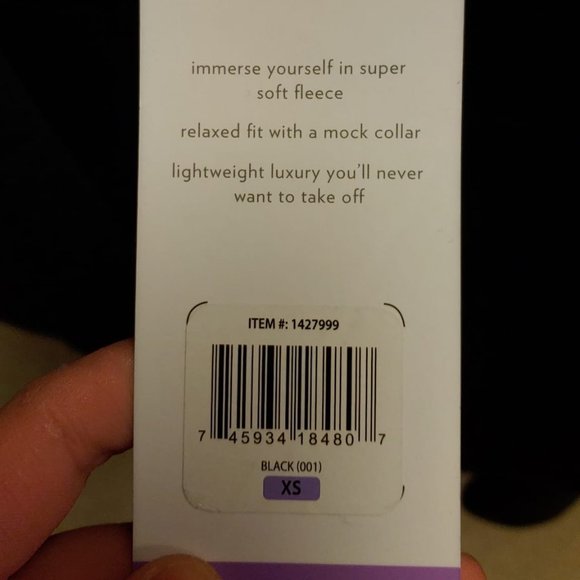 immerse yourself in super
soft fleece
relaxed fit with a mock collar
lightweight luxury you'll never
want to take off
ITEM #: 1427999
7 45934 18480 7
BLACK (001)
XS